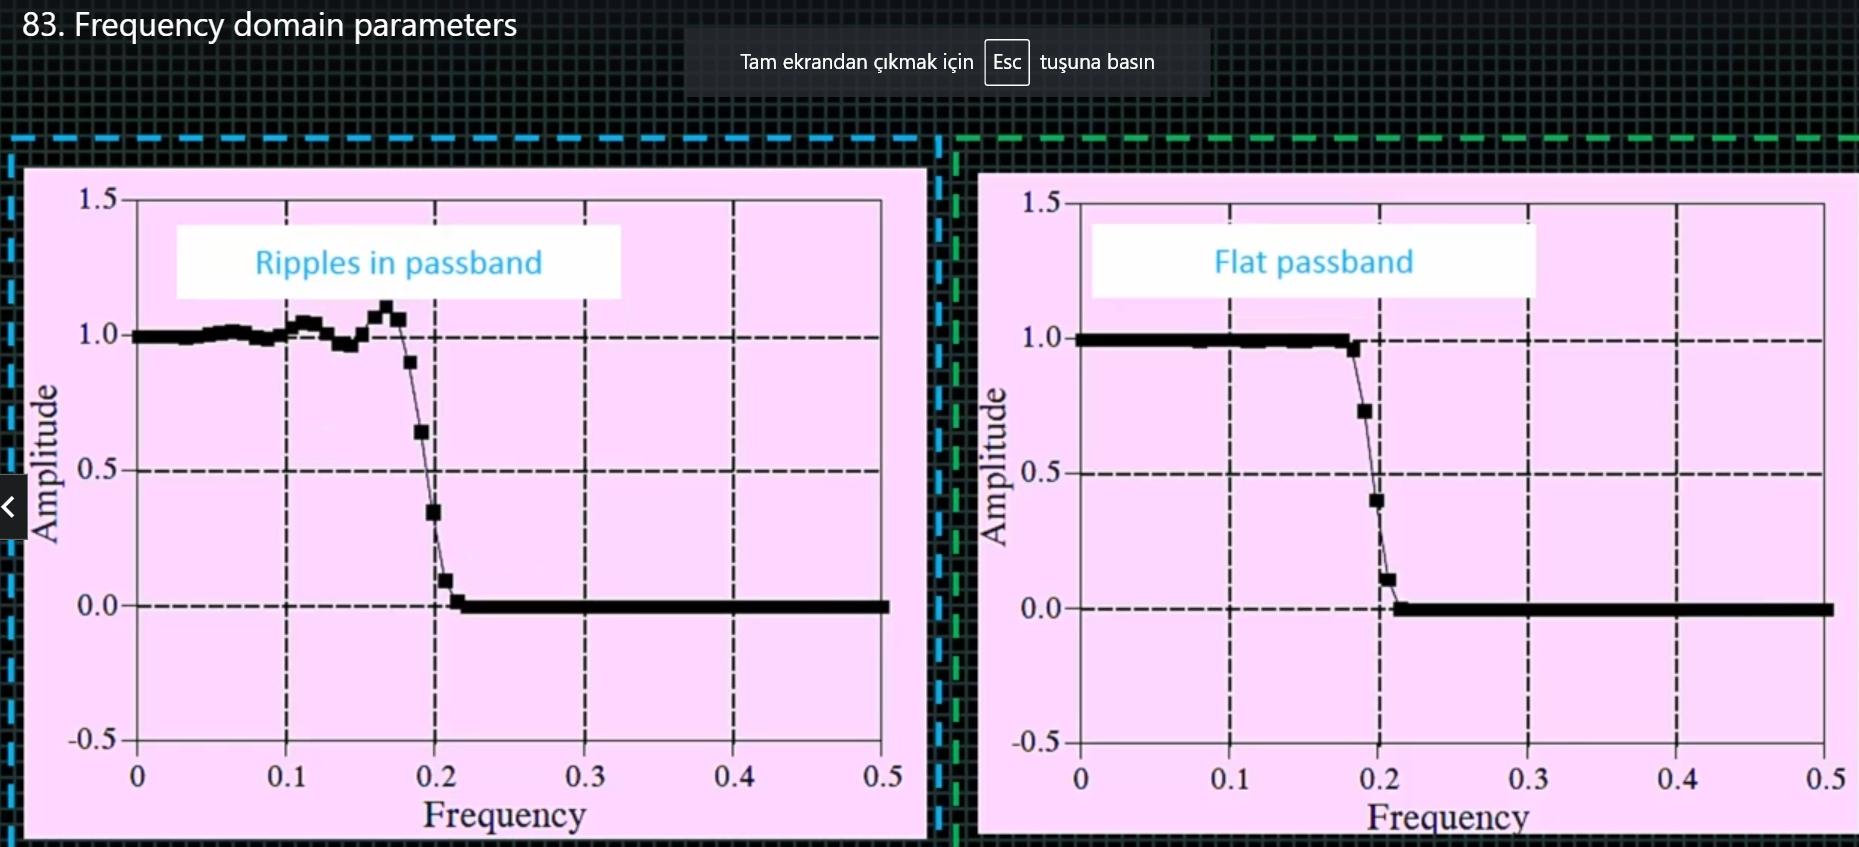 83. Frequency domain parameters
Tam ekrandan çıkmak için Esc tuşuna basın
Ripples in passband
1.5
1.0
0.5
0.0
-0.5
Amplitude
0 0.1 0.2 0.3 0.4 0.5
Frequency
Flat passband
1.5
1.0
0.5
0.0
-0.5
Amplitude
0 0.1 0.2 0.3 0.4 0.5
Frequency